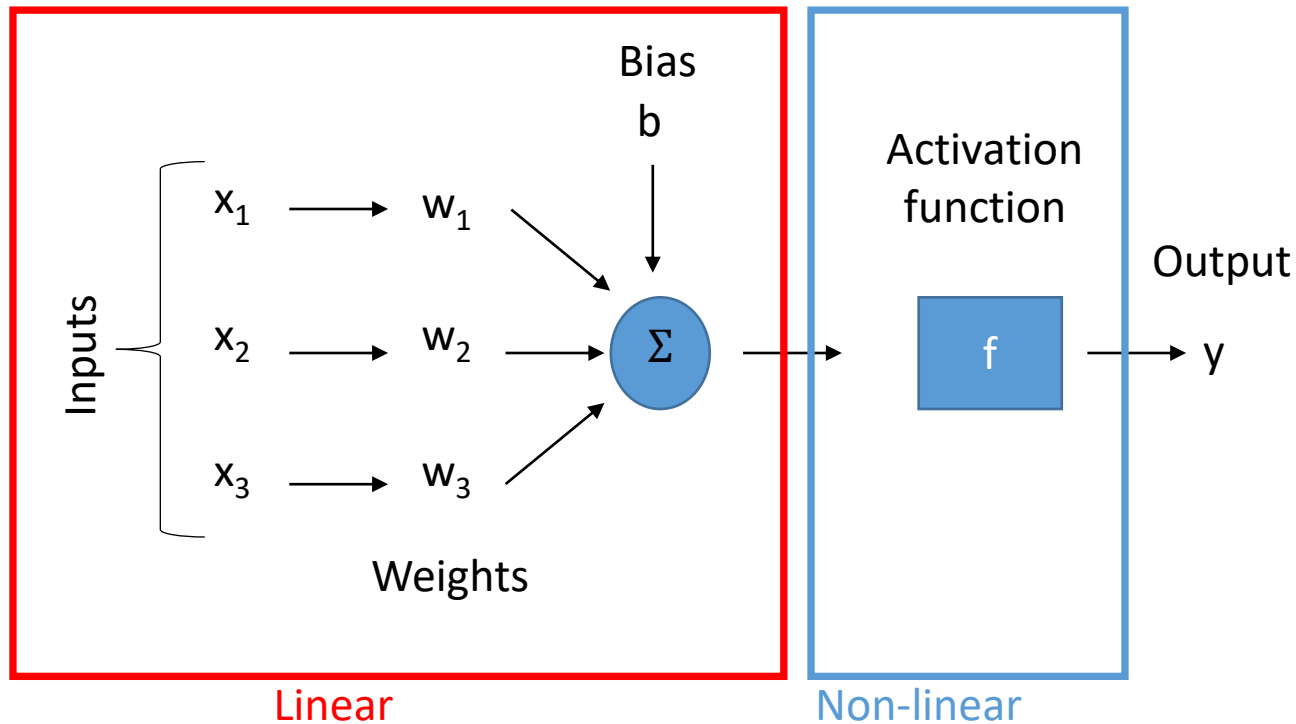 Bias
b
Activation
function
x₁ w₁
Output
Inputs
x₂ w₂ Σ f y
x₃ w₃
Weights
Linear Non-linear